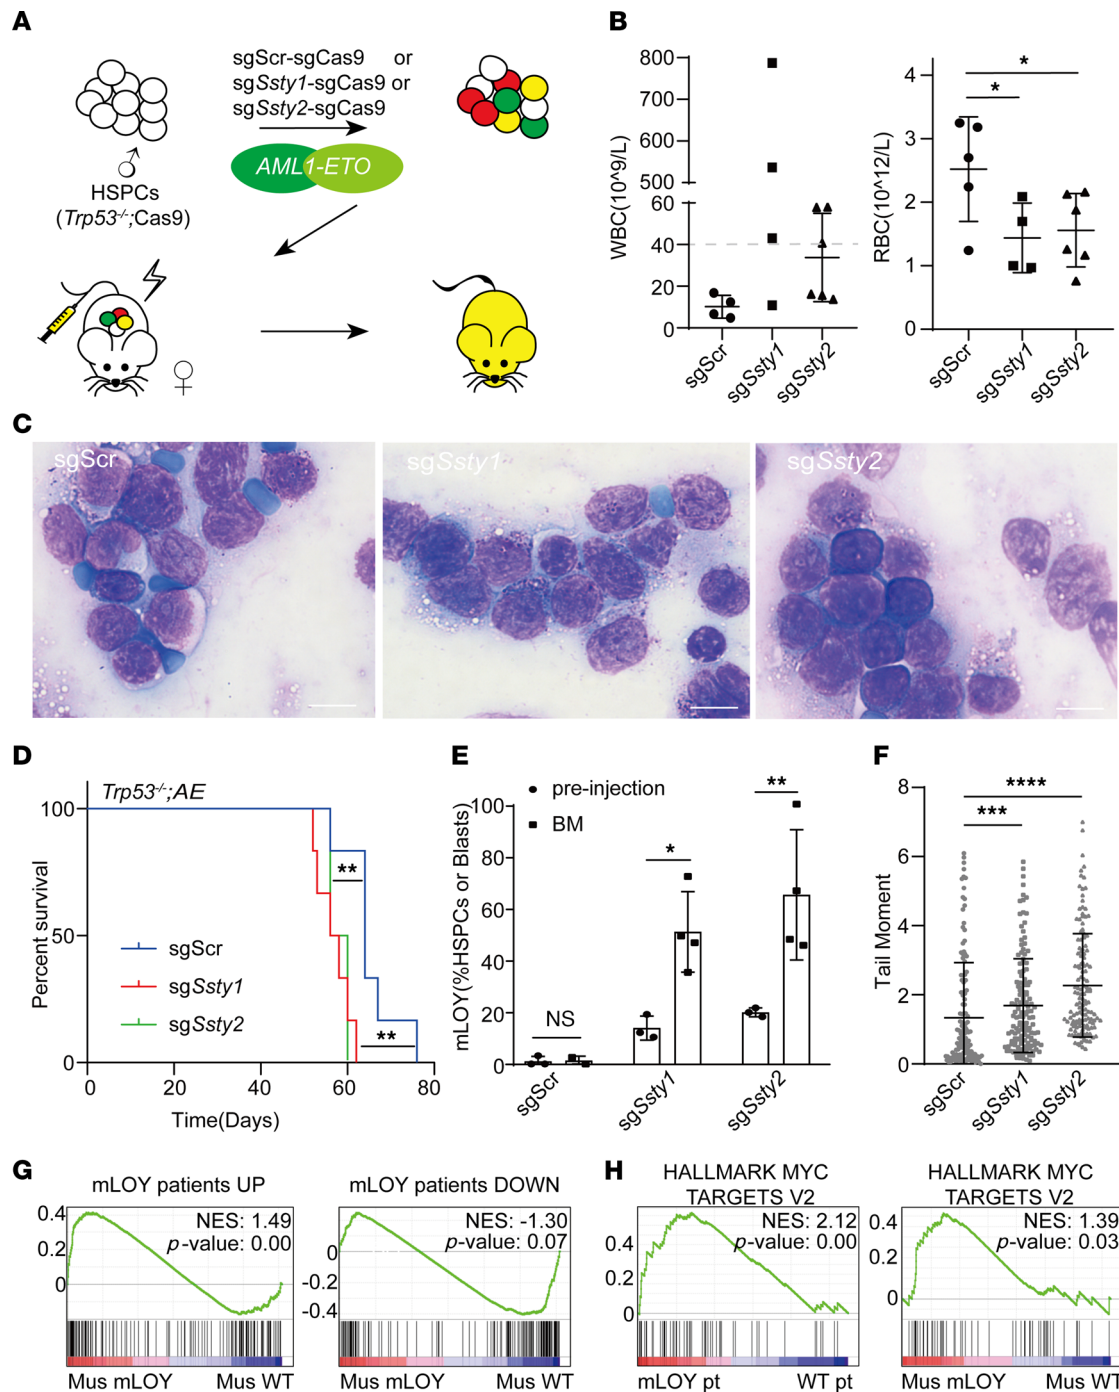 A
sgScr-sgCas9 or
sgSsty1-sgCas9 or
sgSsty2-sgCas9
AML1-ETO
♂
HSPCs
(Trp53-/-;Cas9)
♀
B
WBC(10^9/L)
800
700
600
500
60
40
20
0
sgScr
sgSsty1
sgSsty2
RBC(10^12/L)
4
3
2
1
0
*
*
sgScr
sgSsty1
sgSsty2
C
sgScr
sgSsty1
sgSsty2
D
Trp53-/-;AE
Percent survival
100
50
0
**
**
sgScr
sgSsty1
sgSsty2
0 20 40 60 80
Time(Days)
E
mLOY(%HSPCs or Blasts)
100
80
60
40
20
0
pre-injection
BM
NS
*
**
sgScr
sgSsty1
sgSsty2
F
Tail Moment
8
6
4
2
0
***
****
sgScr
sgSsty1
sgSsty2
G
mLOY patients UP
NES: 1.49
p-value: 0.00
0.4
0.2
0
Mus mLOY Mus WT
mLOY patients DOWN
NES: -1.30
p-value: 0.07
0
-0.2
-0.4
Mus mLOY Mus WT
H
HALLMARK MYC
TARGETS V2
NES: 2.12
p-value: 0.00
0.4
0.2
0
mLOY pt WT pt
HALLMARK MYC
TARGETS V2
NES: 1.39
p-value: 0.03
0.4
0.2
0
Mus mLOY Mus WT